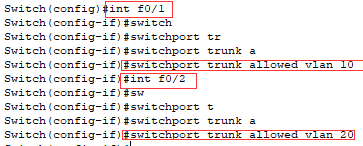 Switch(config)#int f0/1
Switch(config-if)#switch
Switch(config-if)#switchport tr
Switch(config-if)#switchport trunk a
Switch(config-if)#switchport trunk allowed vlan 10
Switch(config-if)#int f0/2
Switch(config-if)#sw
Switch(config-if)#switchport t
Switch(config-if)#switchport trunk a
Switch(config-if)#switchport trunk allowed vlan 20